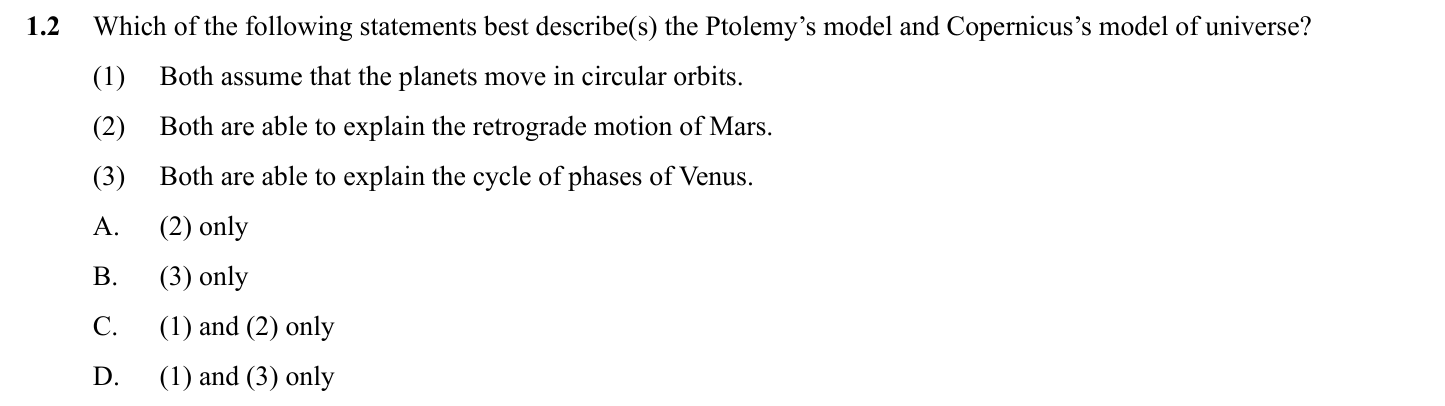 1.2 Which of the following statements best describe(s) the Ptolemy’s model and Copernicus’s model of universe?
(1) Both assume that the planets move in circular orbits.
(2) Both are able to explain the retrograde motion of Mars.
(3) Both are able to explain the cycle of phases of Venus.
A. (2) only
B. (3) only
C. (1) and (2) only
D. (1) and (3) only